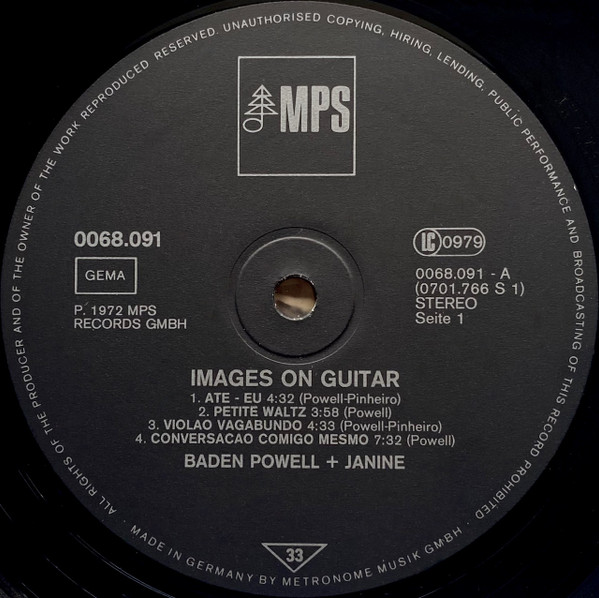 ALL RIGHTS OF THE PRODUCER AND OF THE OWNER OF THE WORK REPRODUCED RESERVED. UNAUTHORISED COPYING, HIRING, LENDING, PUBLIC PERFORMANCE AND BROADCASTING OF THIS RECORD PROHIBITED
MPS
0068.091
GEMA
P. 1972 MPS
RECORDS GMBH
LC 0979
0068.091 - A
(0701.766 S 1)
STEREO
Seite 1
IMAGES ON GUITAR
1. ATE - EU 4:32 (Powell-Pinheiro)
2. PETITE WALTZ 3:58 (Powell)
3. VIOLAO VAGABUNDO 4:33 (Powell-Pinheiro)
4. CONVERSACAO COMIGO MESMO 7:32 (Powell)
BADEN POWELL + JANINE
33
· MADE IN GERMANY BY METRONOME MUSIK GMBH ·